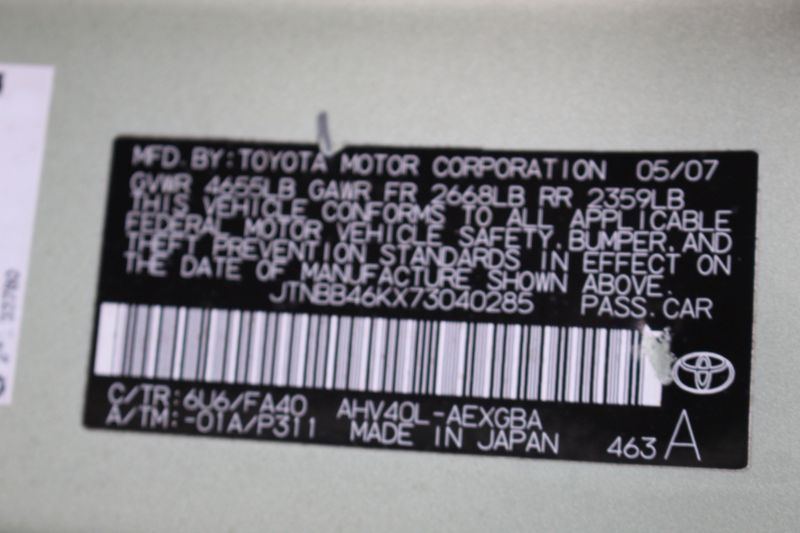 MFD.BY:TOYOTA MOTOR CORPORATION 05/07
GVWR 4655LB GAWR FR 2668LB RR 2359LB
THIS VEHICLE CONFORMS TO ALL APPLICABLE
FEDERAL MOTOR VEHICLE SAFETY,BUMPER,AND
THEFT PREVENTION STANDARDS IN EFFECT ON
THE DATE OF MANUFACTURE SHOWN ABOVE.
JTNBB46KX73040285 PASS.CAR
C/TR:6U6/FA40 AHV40L-AEXGBA
A/TM:-01A/P311 MADE IN JAPAN
463 A